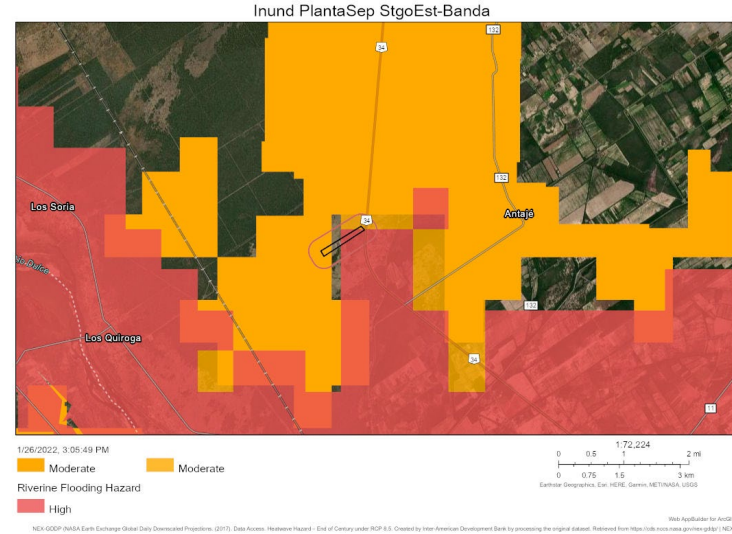 Inund PlantaSep StgoEst-Banda
132
34
132
Los Soria
34
Antajé
Dulce
132
Los Quiroga
34
11
1/26/2022, 3:05:49 PM
Moderate
Moderate
Riverine Flooding Hazard
High
1:72,224
0 0.5 1 2 mi
0 0.75 1.5 3 km
Earthstar Geographics, Esri, HERE, Garmin, METI/NASA, USGS
Web AppBuilder for ArcGI
NEX-GDDP (NASA Earth Exchange Global Daily Downscaled Projections. (2017). Data Access. Heatwave Hazard – End of Century under RCP 8.5. Created by Inter-American Development Bank by processing the original dataset. Retrieved from https://cds.nccs.nasa.gov/nex-gddp/ | NEX